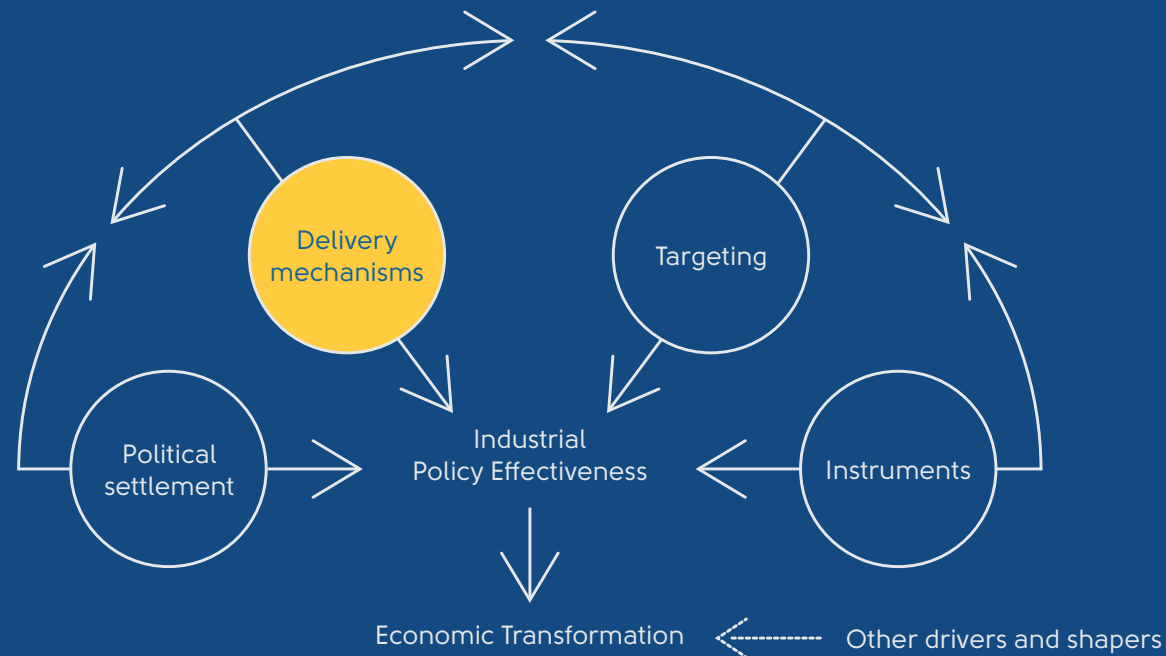 Delivery
mechanisms
Targeting
Political
settlement
Industrial
Policy Effectiveness
Instruments
Economic Transformation
Other drivers and shapers